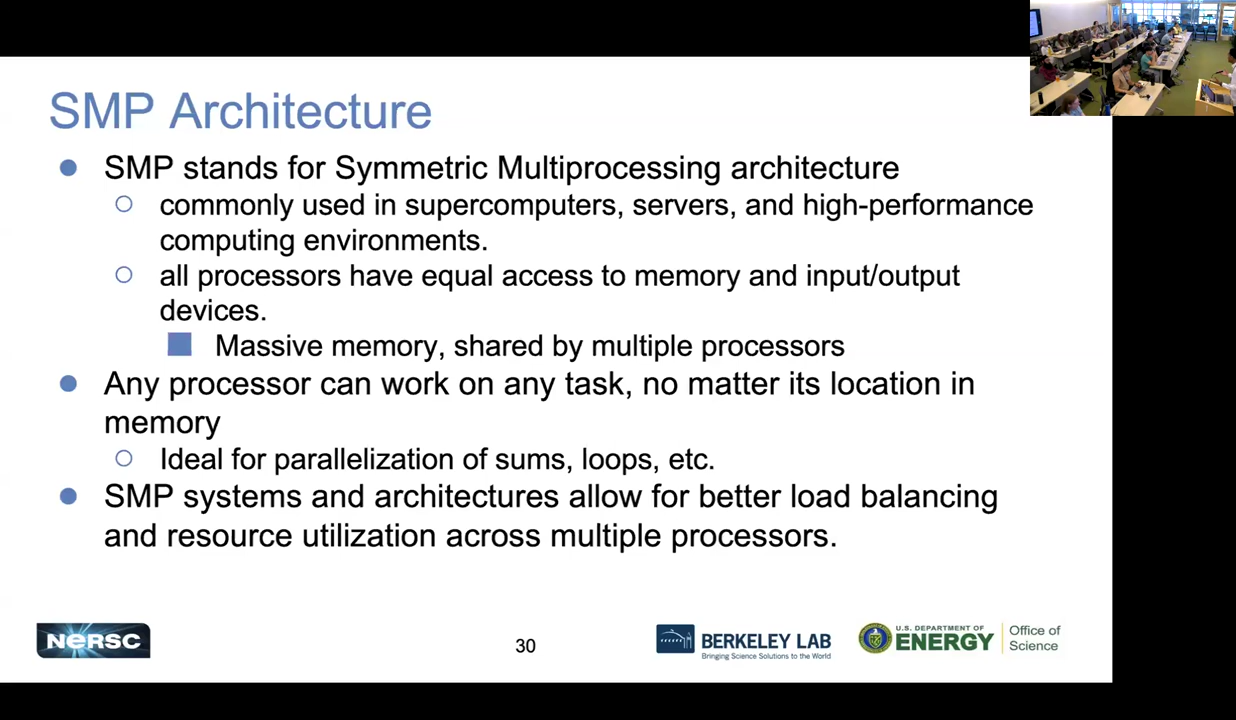 SMP Architecture
SMP stands for Symmetric Multiprocessing architecture
commonly used in supercomputers, servers, and high-performance
computing environments.
all processors have equal access to memory and input/output
devices.
Massive memory, shared by multiple processors
Any processor can work on any task, no matter its location in
memory
Ideal for parallelization of sums, loops, etc.
SMP systems and architectures allow for better load balancing
and resource utilization across multiple processors.
NERSC
30
BERKELEY LAB
Bringing Science Solutions to the World
U.S. DEPARTMENT OF
ENERGY
Office of
Science